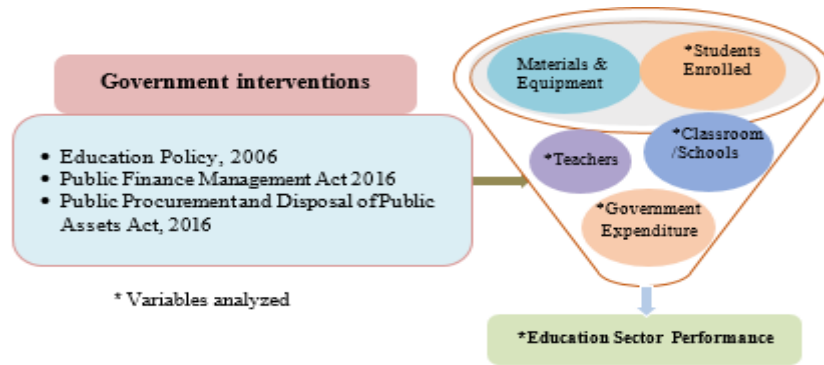 Government interventions
• Education Policy, 2006
• Public Finance Management Act 2016
• Public Procurement and Disposal of Public
Assets Act, 2016
* Variables analyzed
Materials &
Equipment
*Students
Enrolled
*Teachers
*Classroom
/Schools
*Government
Expenditure
*Education Sector Performance